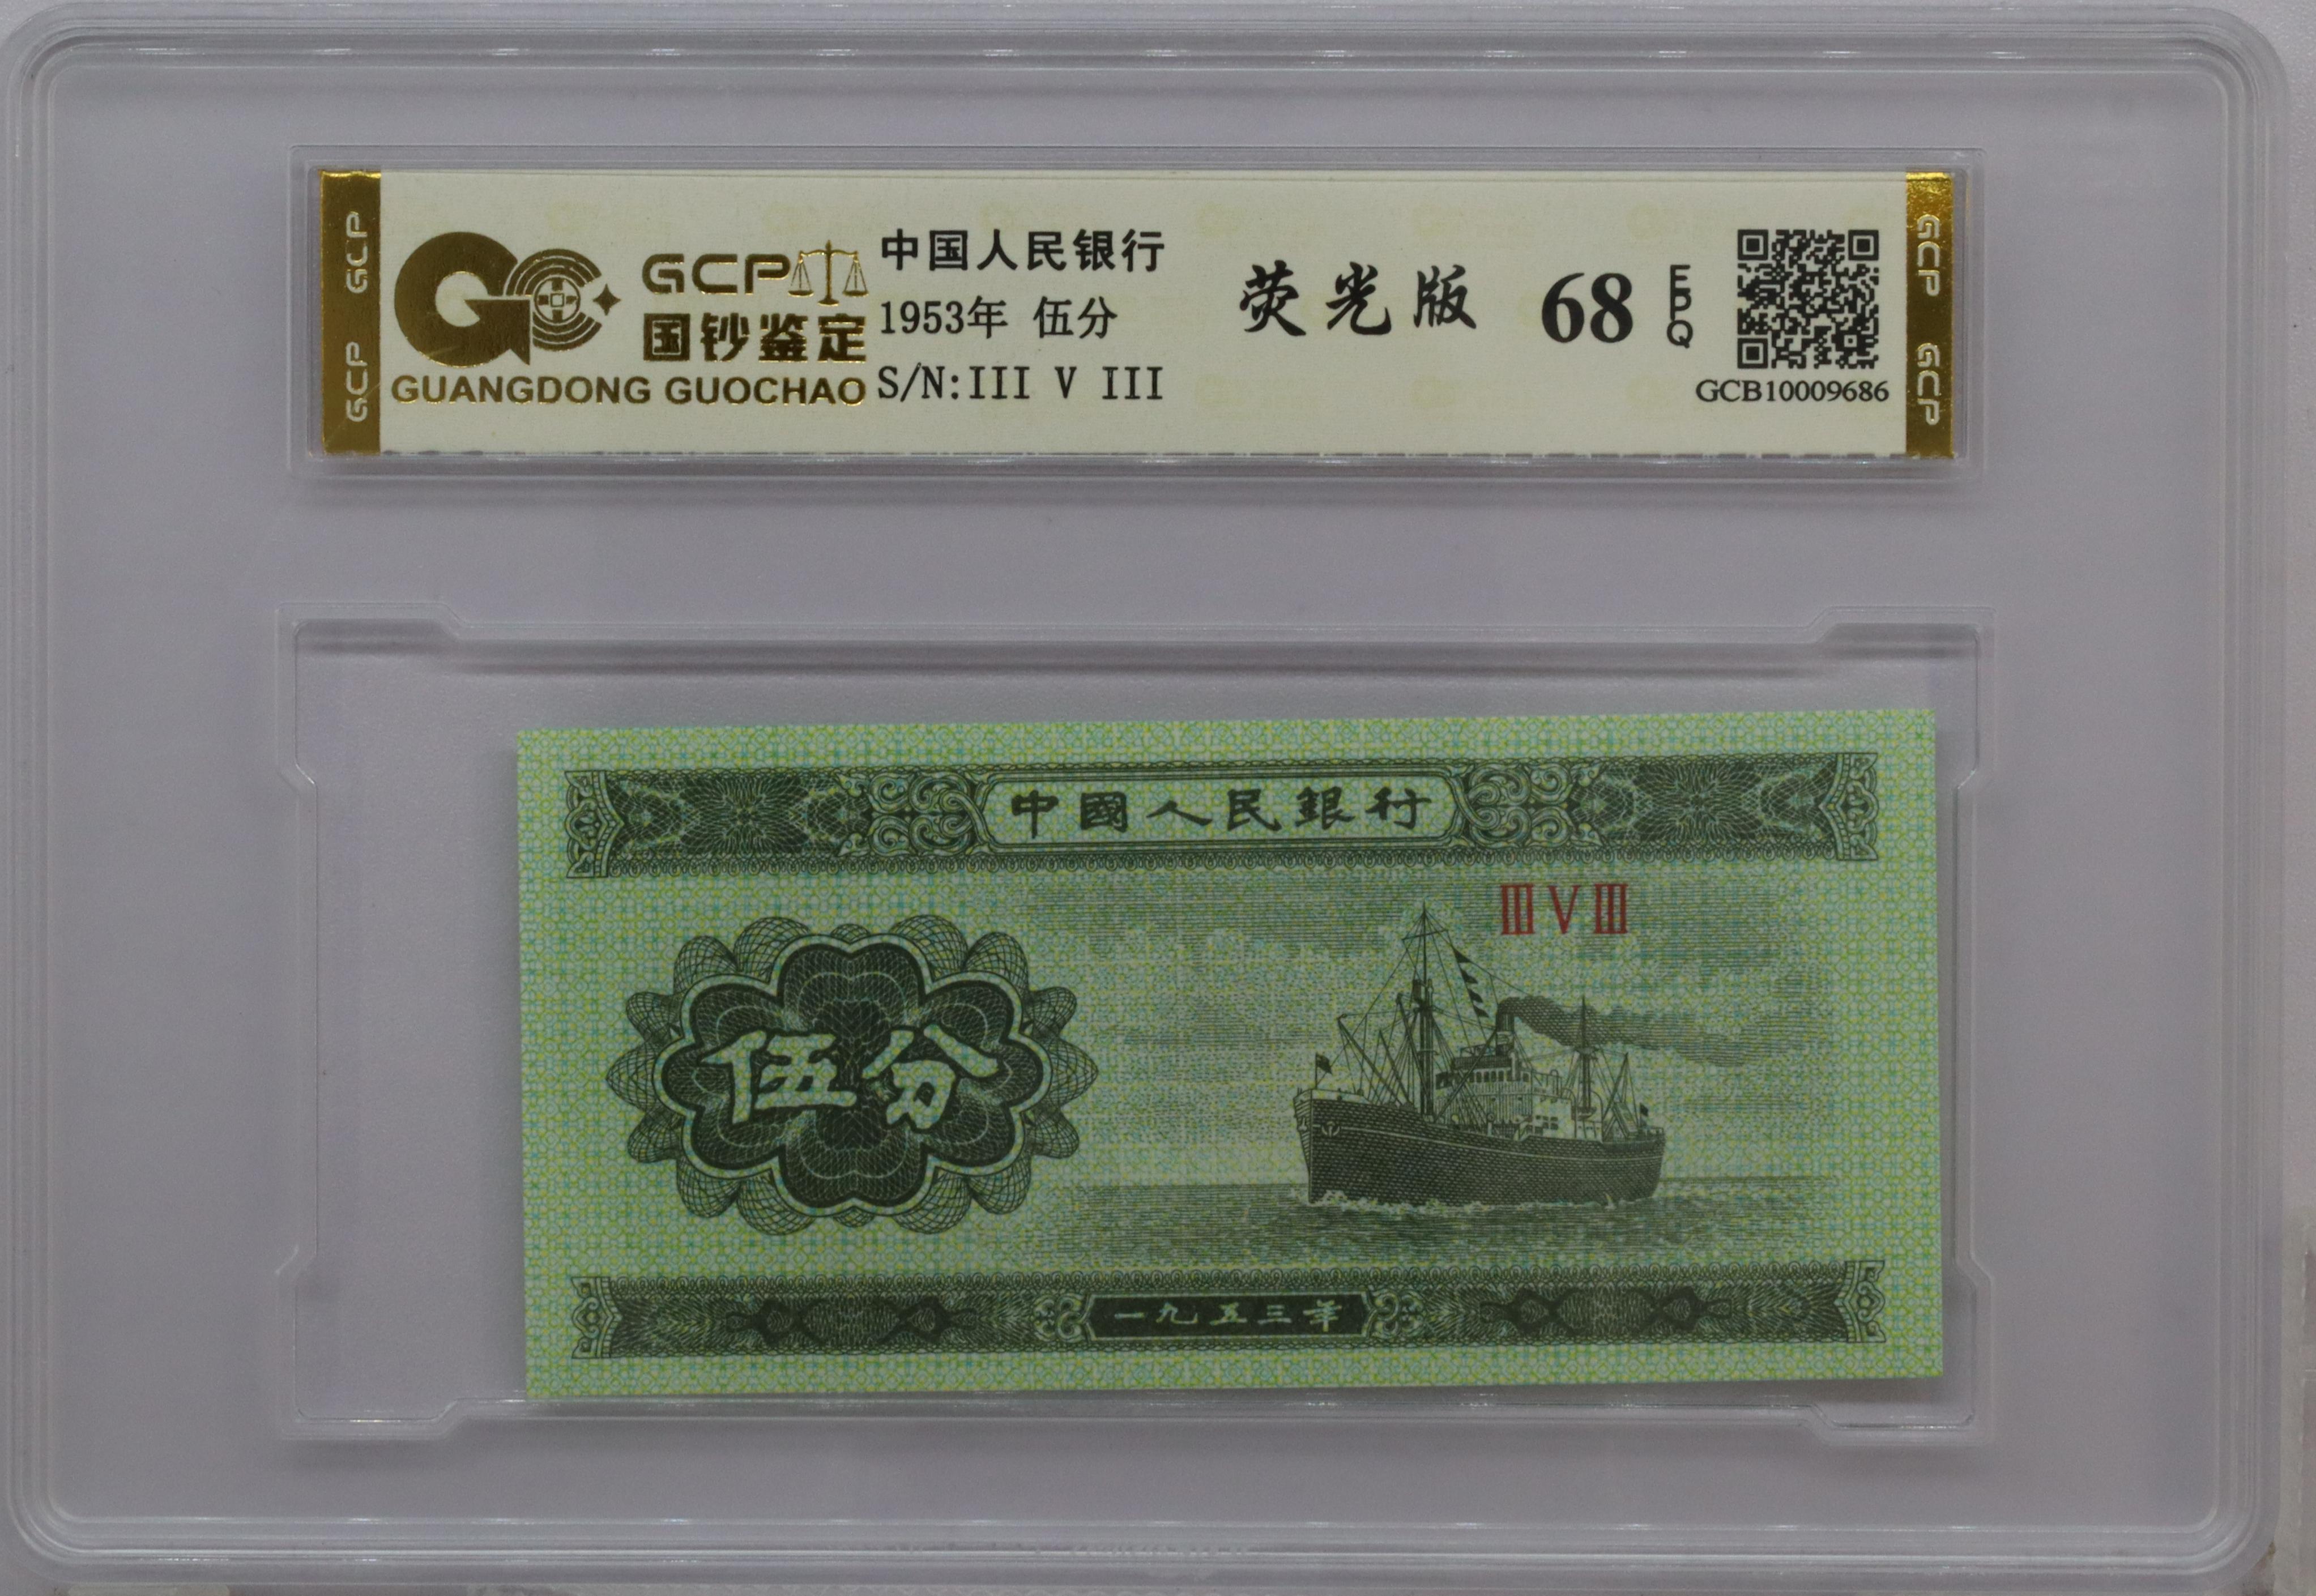 GCP
GCP
GCP
国钞鉴定
GUANGDONG GUOCHAO
中国人民银行
1953年 伍分
S/N:III V III
荧光版
68
EPQ
GCB10009686
GCP
GCP
中國人民銀行
III V III
伍分
一九五三年